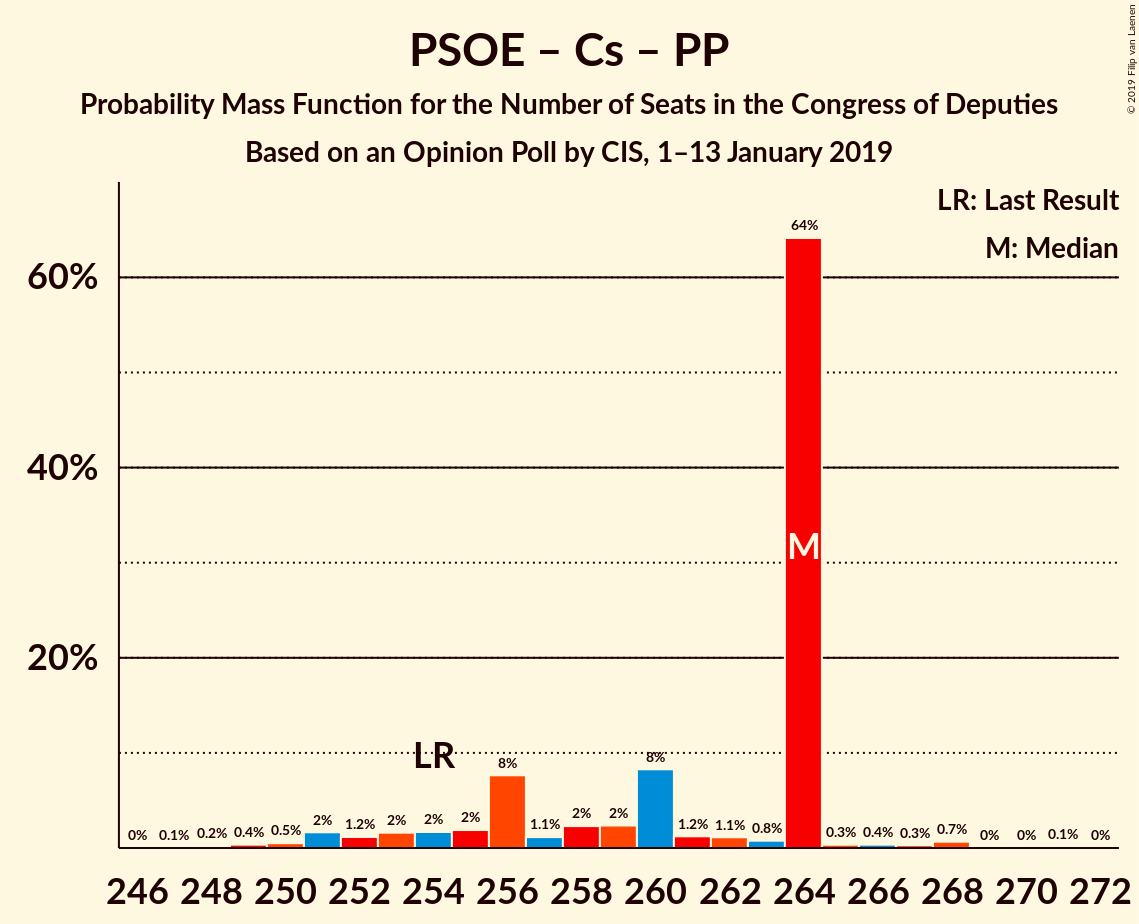 PSOE – Cs – PP
Probability Mass Function for the Number of Seats in the Congress of Deputies
Based on an Opinion Poll by CIS, 1–13 January 2019
© 2019 Filip van Laenen
LR: Last Result
M: Median
60%
40%
20%
0% 0.1% 0.2% 0.4% 0.5% 2% 1.2% 2% 2% 2% 8% 1.1% 2% 2% 8% 1.2% 1.1% 0.8% 64% 0.3% 0.4% 0.3% 0.7% 0% 0% 0.1% 0%
LR
M
246 248 250 252 254 256 258 260 262 264 266 268 270 272